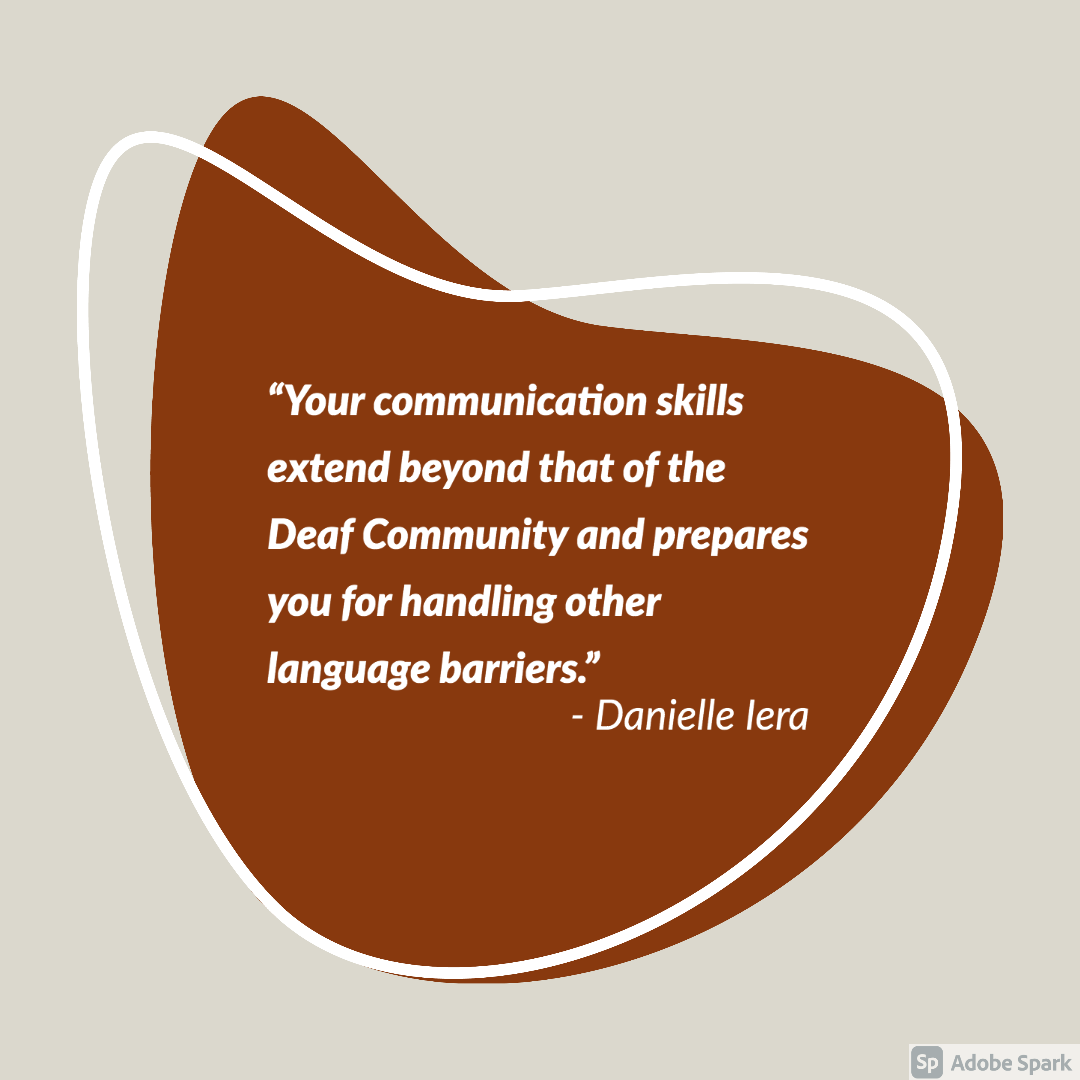 “Your communication skills
extend beyond that of the
Deaf Community and prepares
you for handling other
language barriers.”
- Danielle Iera
Sp Adobe Spark